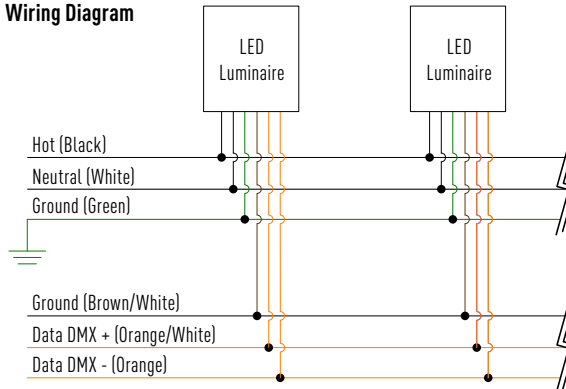 Wiring Diagram
LED
Luminaire
LED
Luminaire
Hot (Black)
Neutral (White)
Ground (Green)
Ground (Brown/White)
Data DMX + (Orange/White)
Data DMX - (Orange)